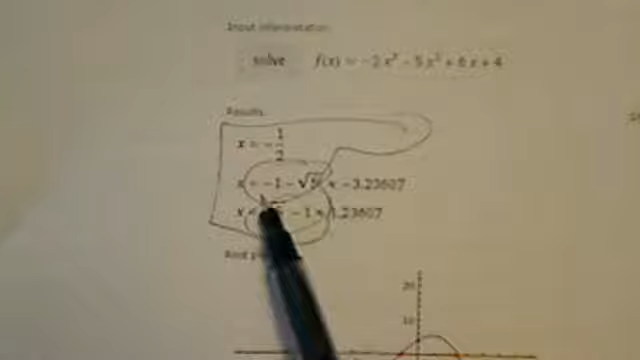 Input interpretation
solve f(x) = -2x³ - 5x² + 6x + 4
Results
x = -1/2
x = -1 - √5 ≈ -3.23607
- 1 ≈ 1.23607
Root
20
10